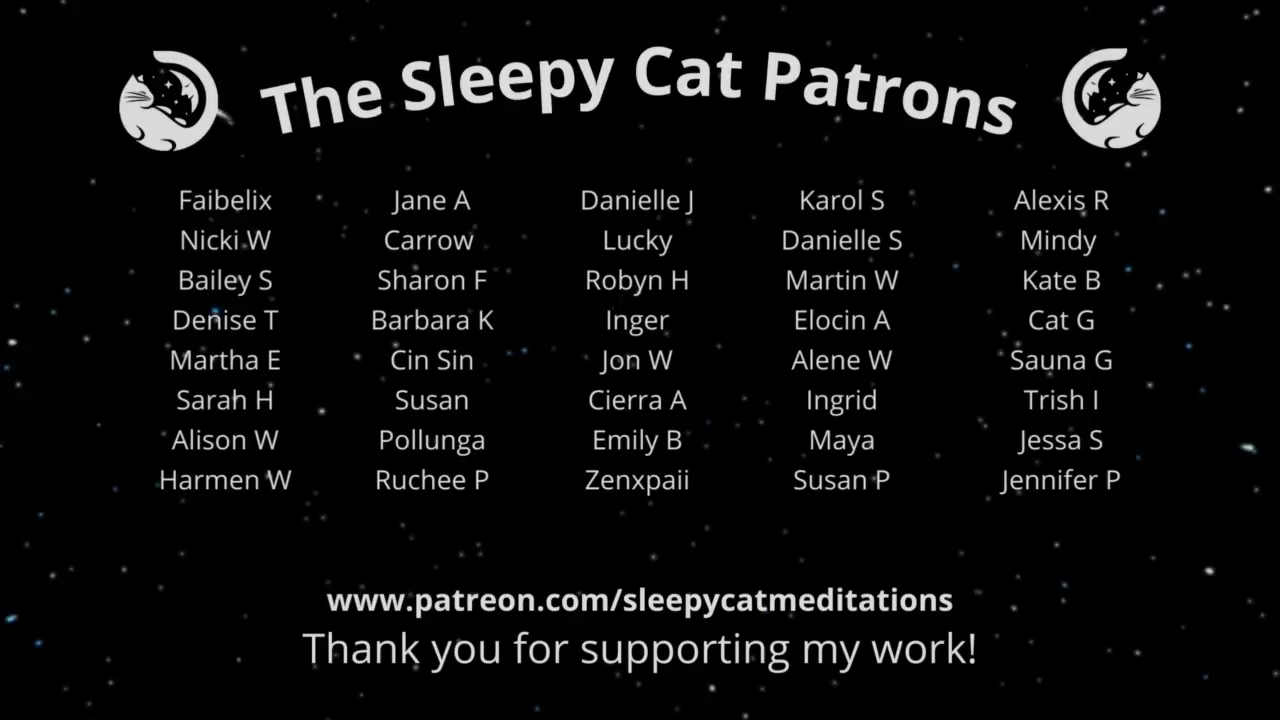 The Sleepy Cat Patrons
Faibelix Jane A Danielle J Karol S Alexis R
Nicki W Carrow Lucky Danielle S Mindy
Bailey S Sharon F Robyn H Martin W Kate B
Denise T Barbara K Inger Elocin A Cat G
Martha E Cin Sin Jon W Alene W Sauna G
Sarah H Susan Cierra A Ingrid Trish I
Alison W Pollunga Emily B Maya Jessa S
Harmen W Ruchee P Zenxpaii Susan P Jennifer P
www.patreon.com/sleepycatmeditations
Thank you for supporting my work!